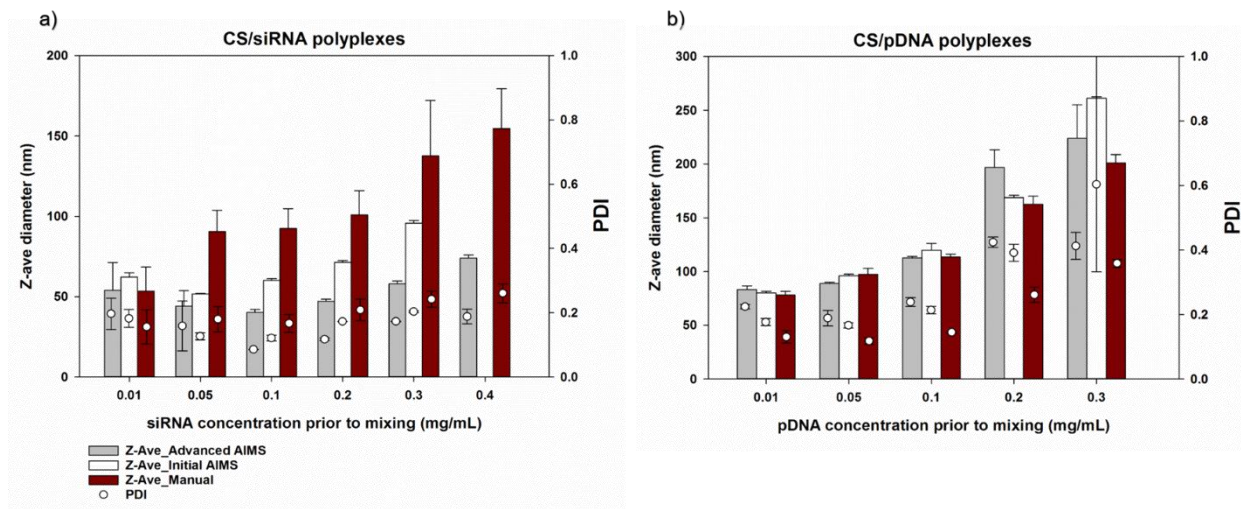 a)
CS/siRNA polyplexes
200
150
100
50
0
Z-ave diameter (nm)
1.0
0.8
0.6
0.4
0.2
0.0
PDI
0.01 0.05 0.1 0.2 0.3 0.4
siRNA concentration prior to mixing (mg/mL)
Z-Ave_Advanced AIMS
Z-Ave_Initial AIMS
Z-Ave_Manual
PDI
b)
CS/pDNA polyplexes
300
250
200
150
100
50
0
Z-ave diameter (nm)
1.0
0.8
0.6
0.4
0.2
0.0
PDI
0.01 0.05 0.1 0.2 0.3
pDNA concentration prior to mixing (mg/mL)